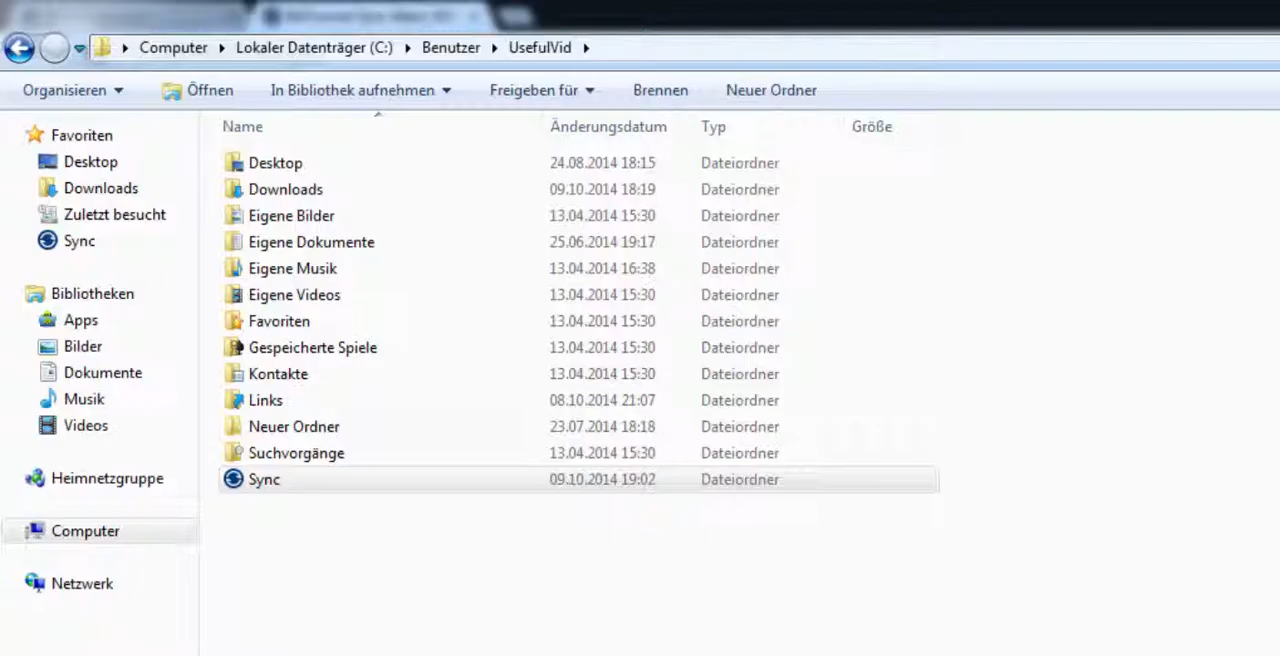 Computer Lokaler Datenträger (C:) Benutzer UsefulVid
Organisieren Öffnen In Bibliothek aufnehmen Freigeben für Brennen Neuer Ordner
Favoriten
Desktop
Downloads
Zuletzt besucht
Sync
Bibliotheken
Apps
Bilder
Dokumente
Musik
Videos
Heimnetzgruppe
Computer
Netzwerk
Name Änderungsdatum Typ Größe
Desktop 24.08.2014 18:15 Dateiordner
Downloads 09.10.2014 18:19 Dateiordner
Eigene Bilder 13.04.2014 15:30 Dateiordner
Eigene Dokumente 25.06.2014 19:17 Dateiordner
Eigene Musik 13.04.2014 16:38 Dateiordner
Eigene Videos 13.04.2014 15:30 Dateiordner
Favoriten 13.04.2014 15:30 Dateiordner
Gespeicherte Spiele 13.04.2014 15:30 Dateiordner
Kontakte 13.04.2014 15:30 Dateiordner
Links 08.10.2014 21:07 Dateiordner
Neuer Ordner 23.07.2014 18:18 Dateiordner
Suchvorgänge 13.04.2014 15:30 Dateiordner
Sync 09.10.2014 19:02 Dateiordner